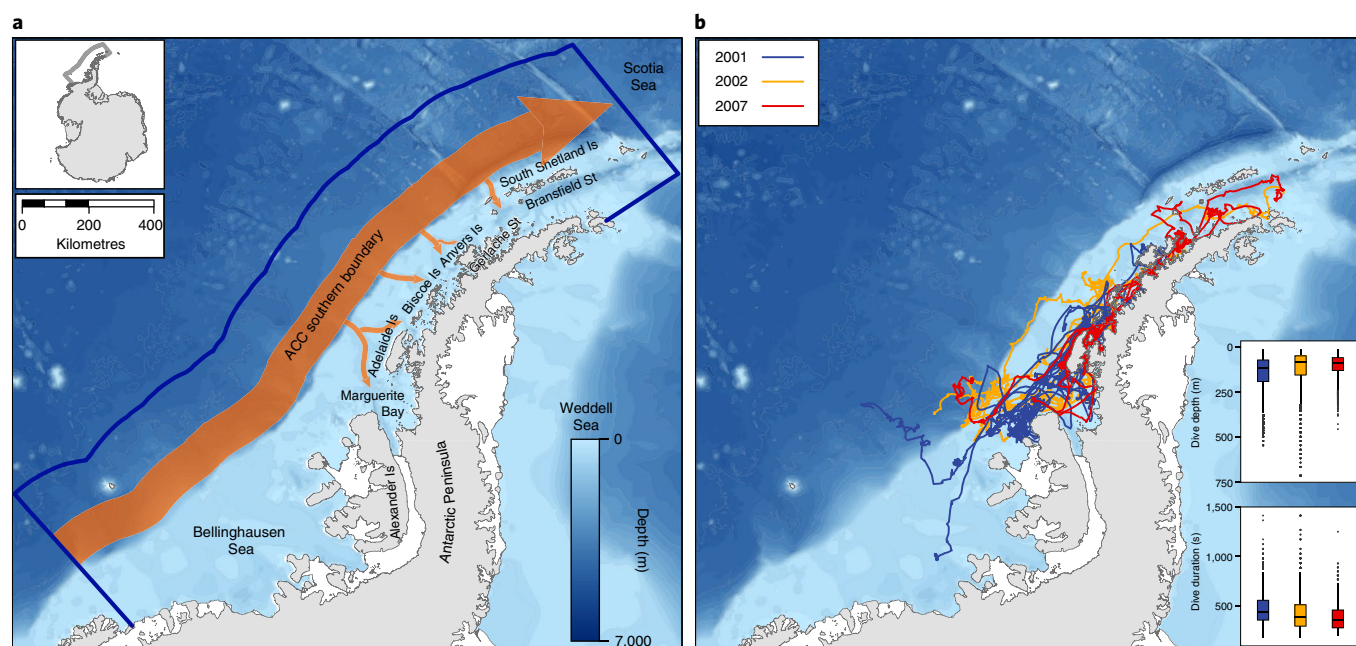 a
Scotia
Sea
South Snetland Is
Bransfield St
Anvers Is
Gerlache St
Biscoe Is
Adelaide Is
ACC southern boundary
0 200 400
Kilometres
Marguerite
Bay
Weddell
Sea
0
Depth (m)
7,000
Alexander Is
Antarctic Peninsula
Bellinghausen
Sea
b
2001
2002
2007
0
250
500
750
Dive depth (m)
1,500
1,000
500
Dive duration (s)